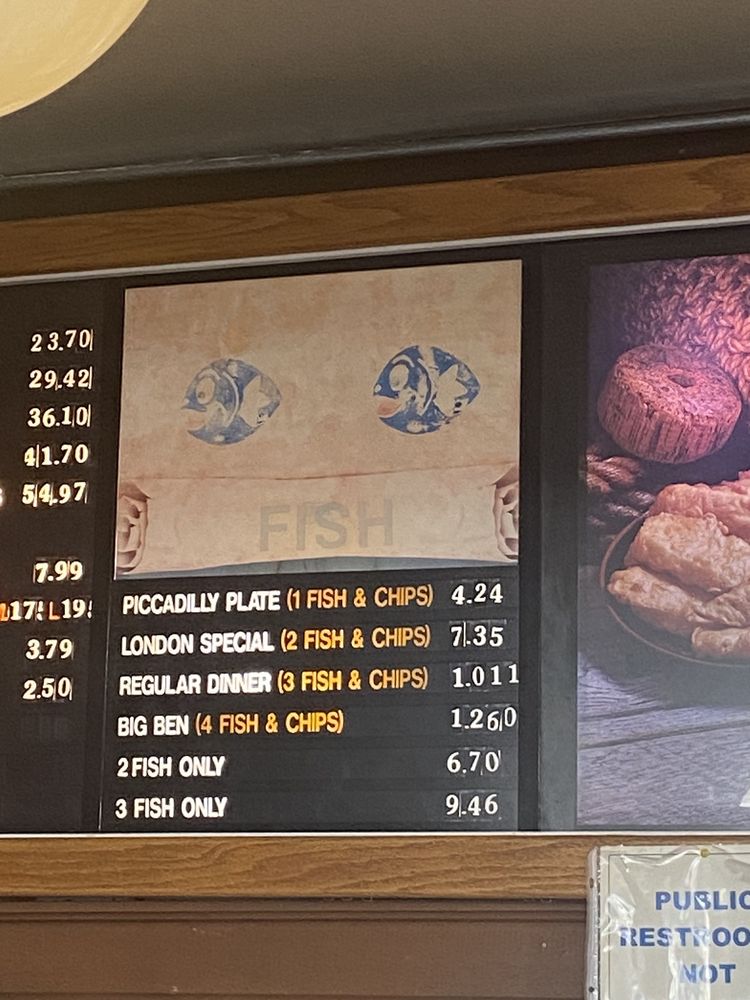 23.70
29.42
36.10
41.70
54.97
7.99
3.79
2.50
FISH
PICCADILLY PLATE (1 FISH & CHIPS) 4.24
LONDON SPECIAL (2 FISH & CHIPS) 7.35
REGULAR DINNER (3 FISH & CHIPS) 1.011
BIG BEN (4 FISH & CHIPS) 1.260
2 FISH ONLY 6.70
3 FISH ONLY 9.46
PUBLIC
RESTROO
NOT